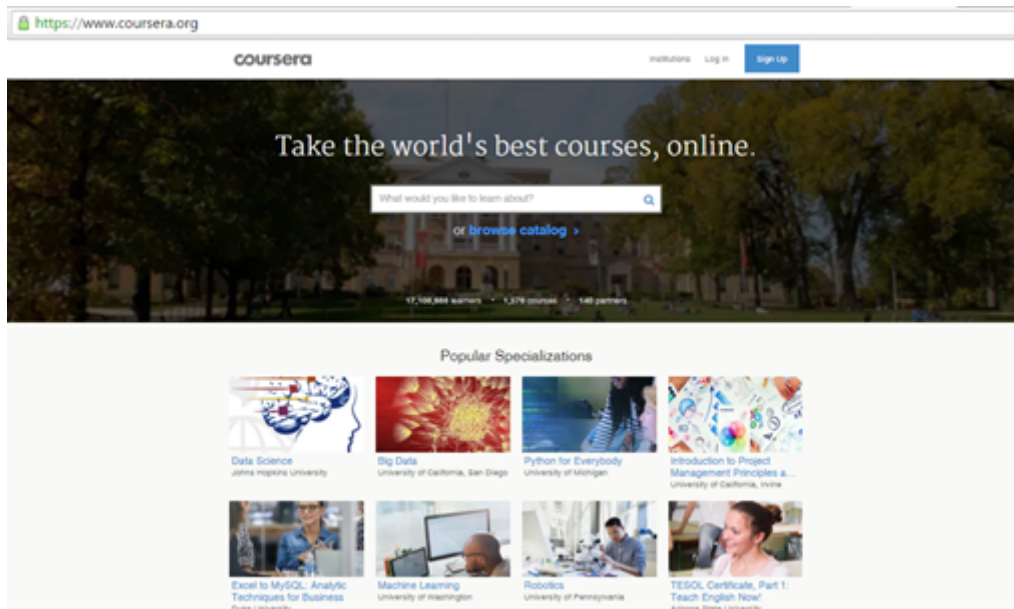 https://www.coursera.org
coursera
Institutions Log In Sign Up
Take the world's best courses, online.
What would you like to learn about?
or browse catalog >
learners • courses • 140 partners
Popular Specializations
Data Science
Johns Hopkins University
Big Data
University of California, San Diego
Python for Everybody
University of Michigan
Introduction to Project
Management Principles a...
University of California, Irvine
Excel to MySQL: Analytic
Techniques for Business
Duke University
Machine Learning
University of Washington
Robotics
University of Pennsylvania
TESOL Certificate, Part 1:
Teach English Now!
Arizona State University